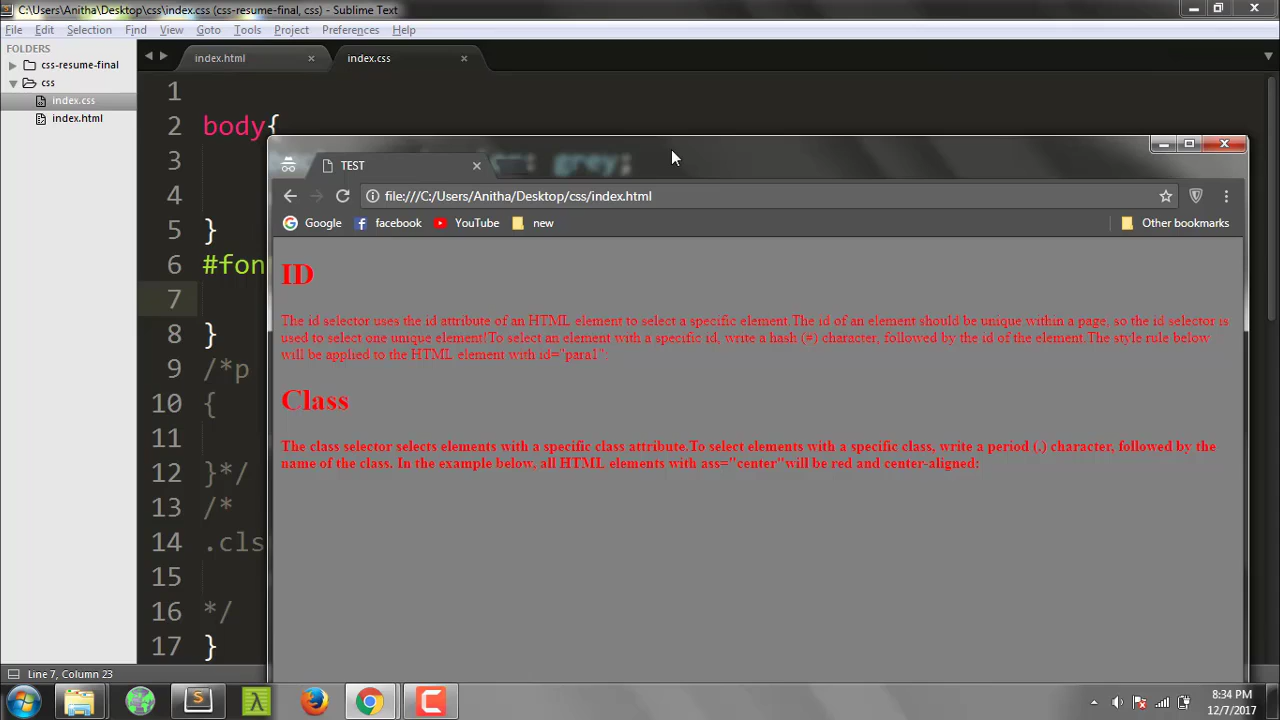 C:\Users\Anitha\Desktop\css\index.css (css-resume-final, css) - Sublime Text
File Edit Selection Find View Goto Tools Project Preferences Help
FOLDERS
css-resume-final
css
index.css
index.html
index.html
index.css
1
2 body{
3 grey;
4
5 }
6 #fon
7
8 }
9 /*p
10 {
11
12 }*/
13 /*
14 .cls
15
16 */
17 }
TEST
file:///C:/Users/Anitha/Desktop/css/index.html
Google facebook YouTube new Other bookmarks
ID
The id selector uses the id attribute of an HTML element to select a specific element.The id of an element should be unique within a page, so the id selector is
used to select one unique element!To select an element with a specific id, write a hash (#) character, followed by the id of the element.The style rule below
will be applied to the HTML element with id="para1":
Class
The class selector selects elements with a specific class attribute.To select elements with a specific class, write a period (.) character, followed by the
name of the class. In the example below, all HTML elements with ass="center"will be red and center-aligned:
Line 7, Column 23
8:34 PM
12/7/2017